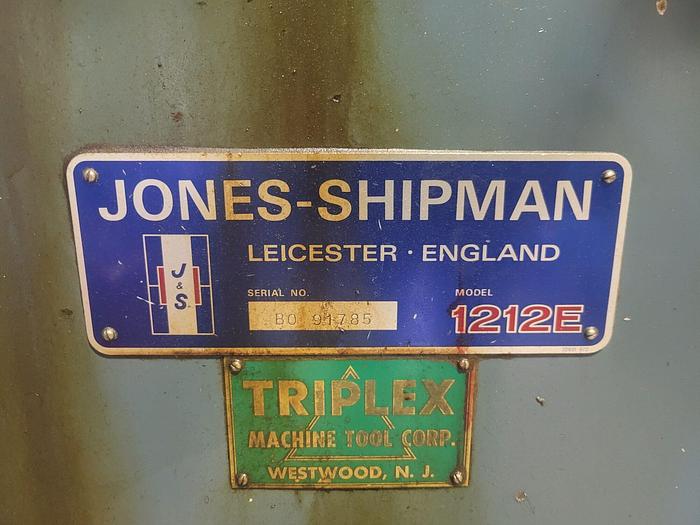 JONES-SHIPMAN
LEICESTER · ENGLAND
J
&
S
SERIAL NO.
MODEL
BO 91785
1212E
TRIPLEX
MACHINE TOOL CORP.
WESTWOOD, N. J.